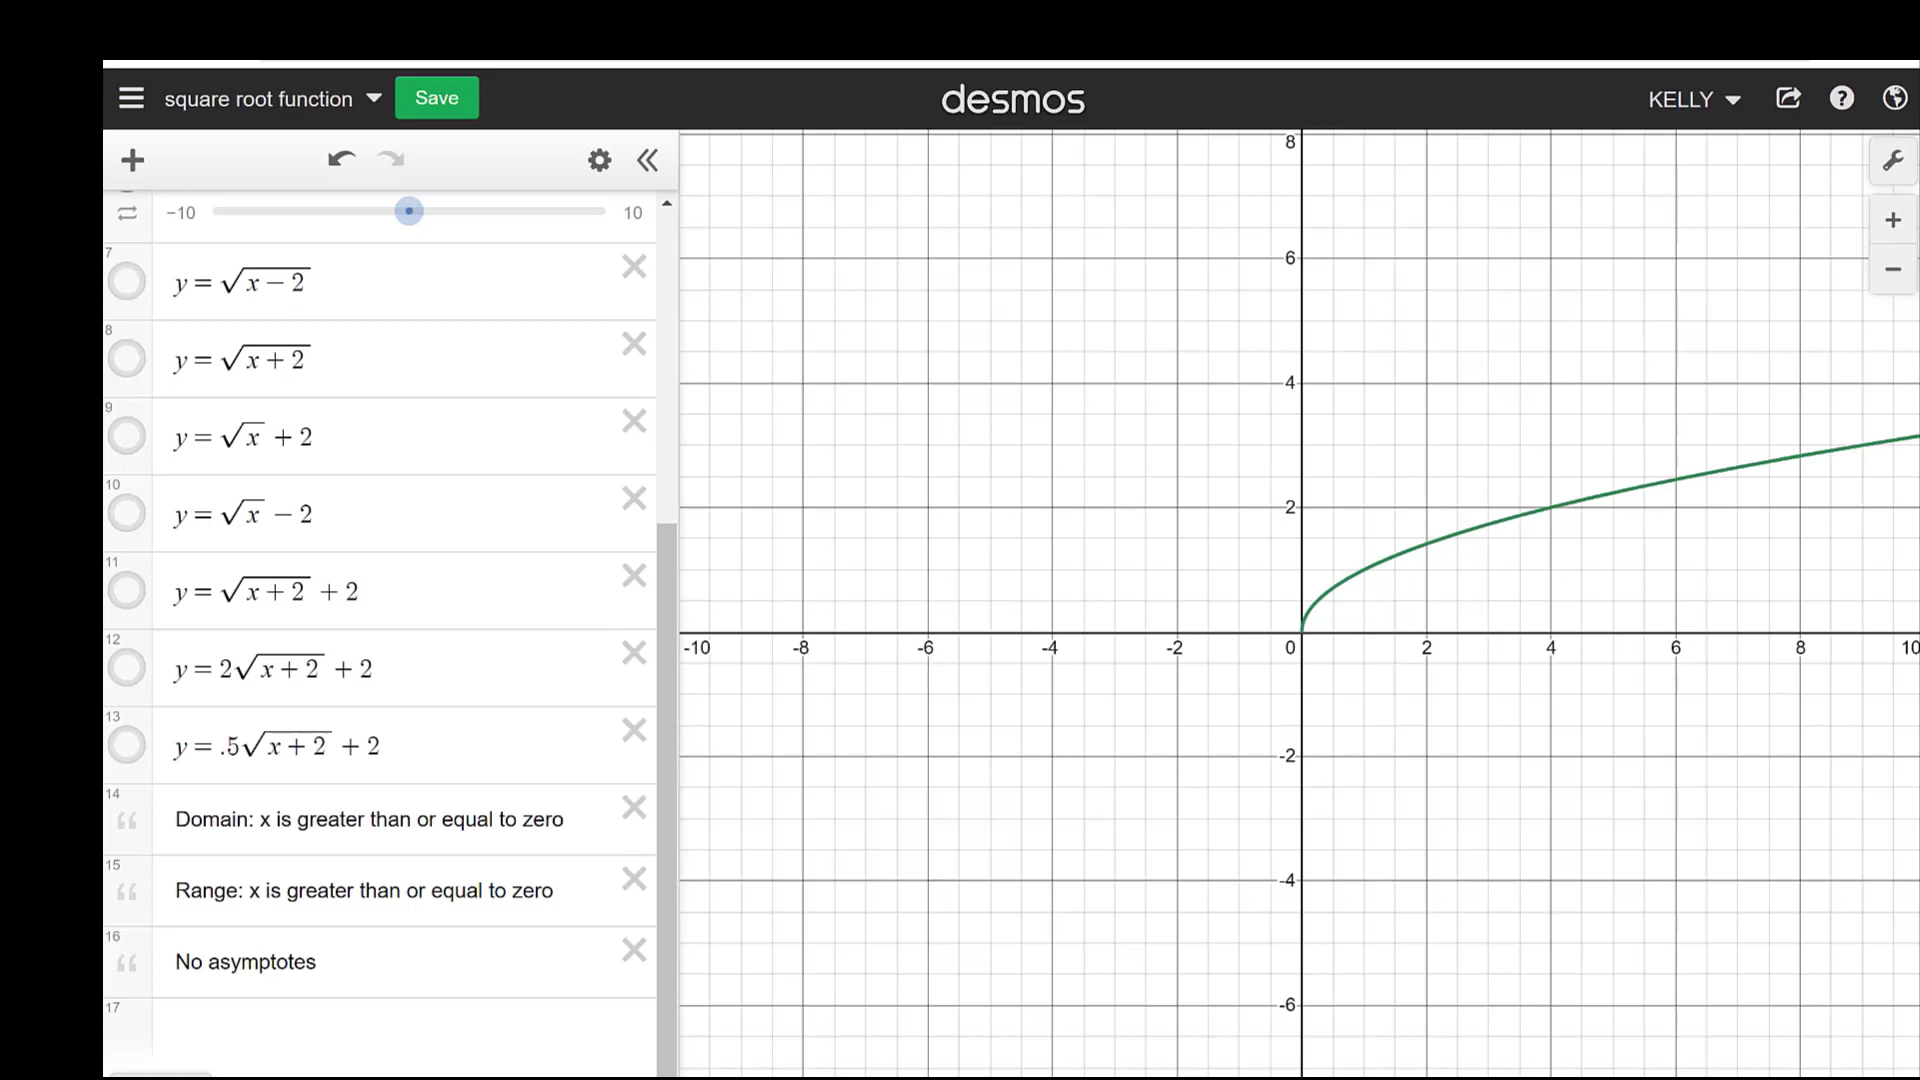 square root function
Save
desmos
KELLY
−10
10
7
y = √x − 2
8
y = √x + 2
9
y = √x + 2
10
y = √x − 2
11
y = √x + 2 + 2
12
y = 2√x + 2 + 2
13
y = .5√x + 2 + 2
14
Domain: x is greater than or equal to zero
15
Range: x is greater than or equal to zero
16
No asymptotes
17
8
6
4
2
-10 -8 -6 -4 -2 0 2 4 6 8 10
-2
-4
-6